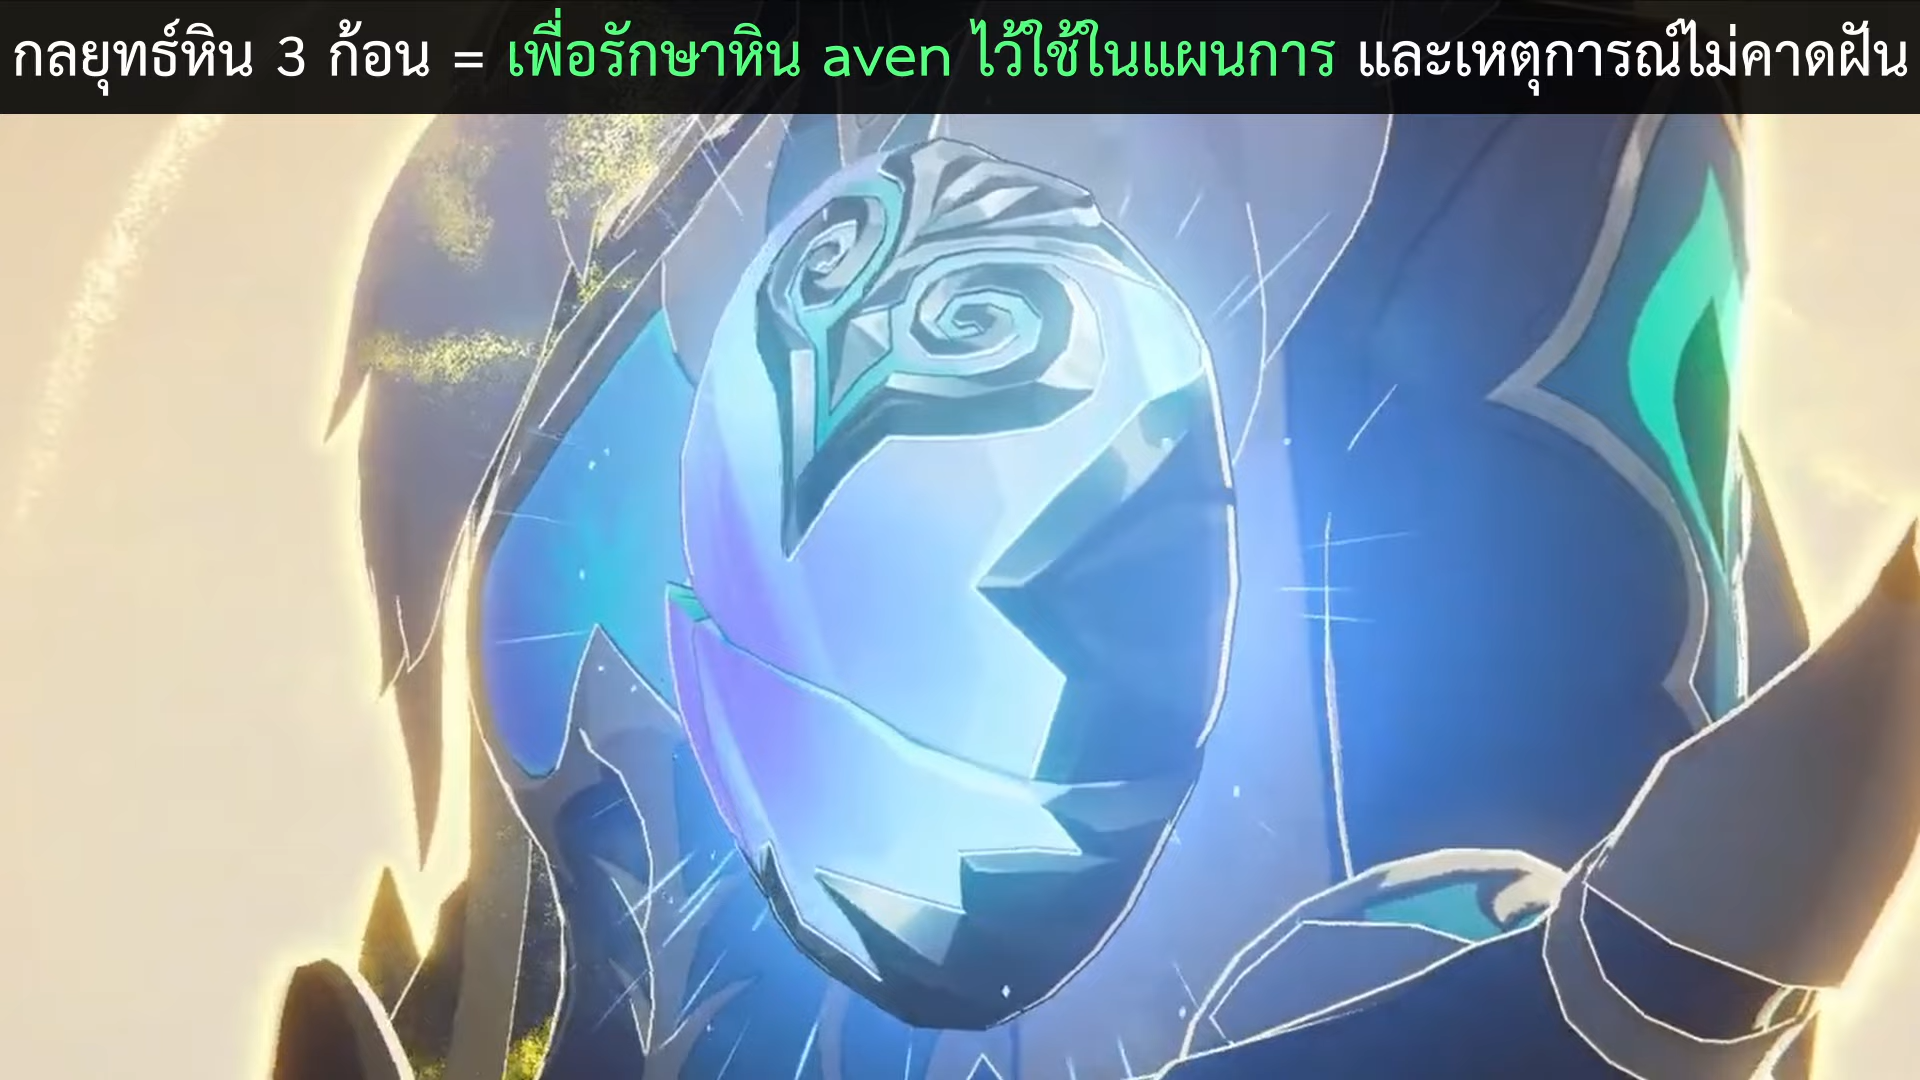 กลยุทธ์หิน 3 ก้อน = เพื่อรักษาหิน aven ไว้ใช้ในแผนการ และเหตุการณ์ไม่คาดฝัน